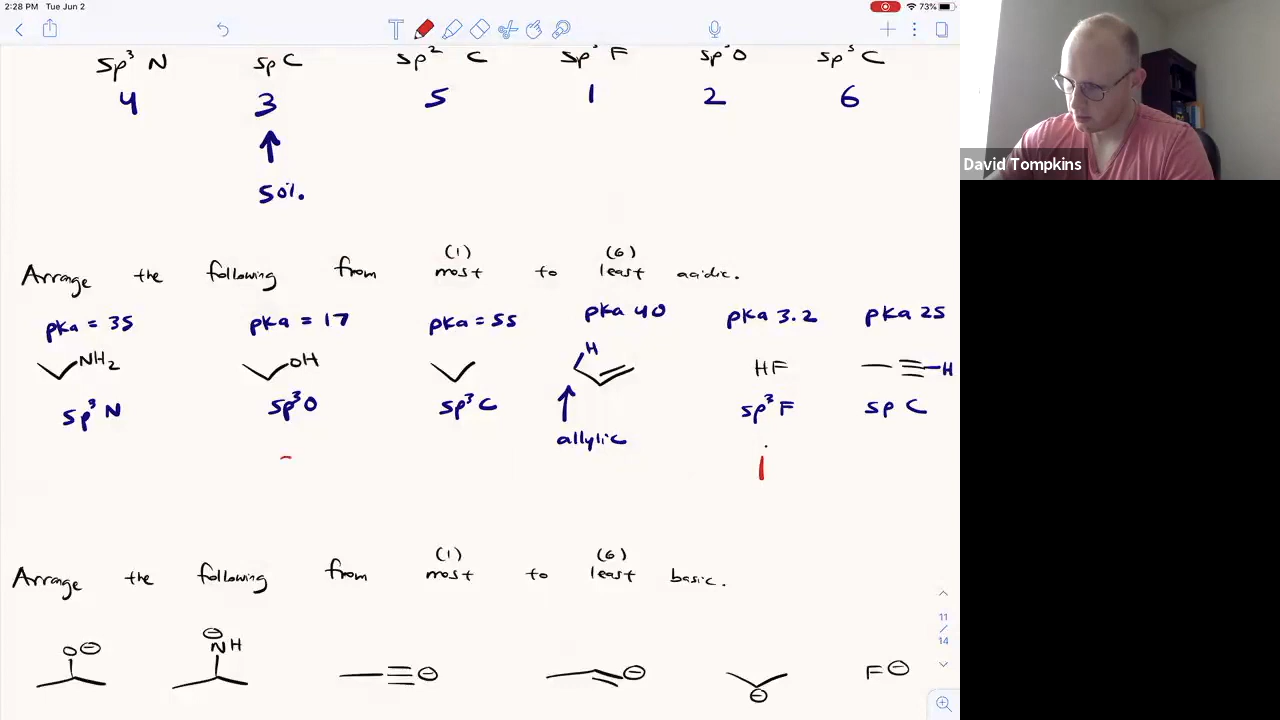 2:28 PM Tue Jun 2
73%
sp³ N sp C sp² C sp³ F sp³ O sp³ C
4 3 5 1 2 6
50%
(1) (6)
Arrange the following from most to least acidic.
pKa = 35 pKa = 17 pKa = 55 pKa 40 pKa 3.2 pKa 25
NH₂ OH H HF H
sp³ N sp³ O sp³ C sp³ F sp C
allylic
1
(1) (6)
Arrange the following from most to least basic.
O⊖ ⊖NH ⊖ ⊖ ⊖ F⊖
11
/
14
David Tompkins